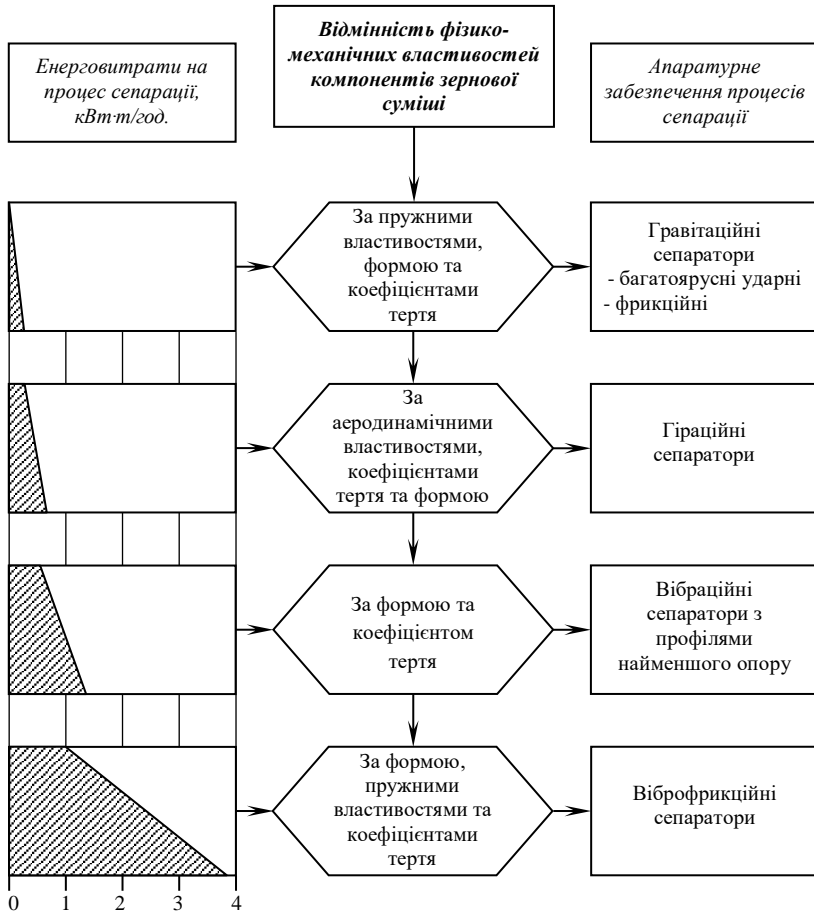 Енерговитрати на
процес сепарації,
кВт·т/год.
Відмінність фізико-
механічних властивостей
компонентів зернової
суміші
Апаратурне
забезпечення процесів
сепарації
За пружними
властивостями,
формою та
коефіцієнтами
тертя
Гравітаційні
сепаратори
- багатоярусні ударні
- фрикційні
За
аеродинамічними
властивостями,
коефіцієнтами
тертя та формою
Гіраційні
сепаратори
За формою та
коефіцієнтом
тертя
Вібраційні
сепаратори з
профілями
найменшого опору
За формою,
пружними
властивостями та
коефіцієнтами
тертя
Віброфрикційні
сепаратори
0 1 2 3 4